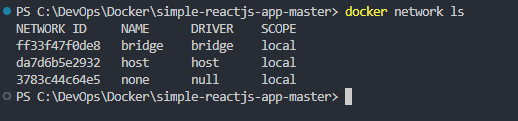 PS C:\DevOps\Docker\simple-reactjs-app-master> docker network ls
NETWORK ID     NAME      DRIVER    SCOPE
ff33f47f0de8   bridge    bridge    local
da7d6b5e2932   host      host      local
3783c44c64e5   none      null      local
PS C:\DevOps\Docker\simple-reactjs-app-master>